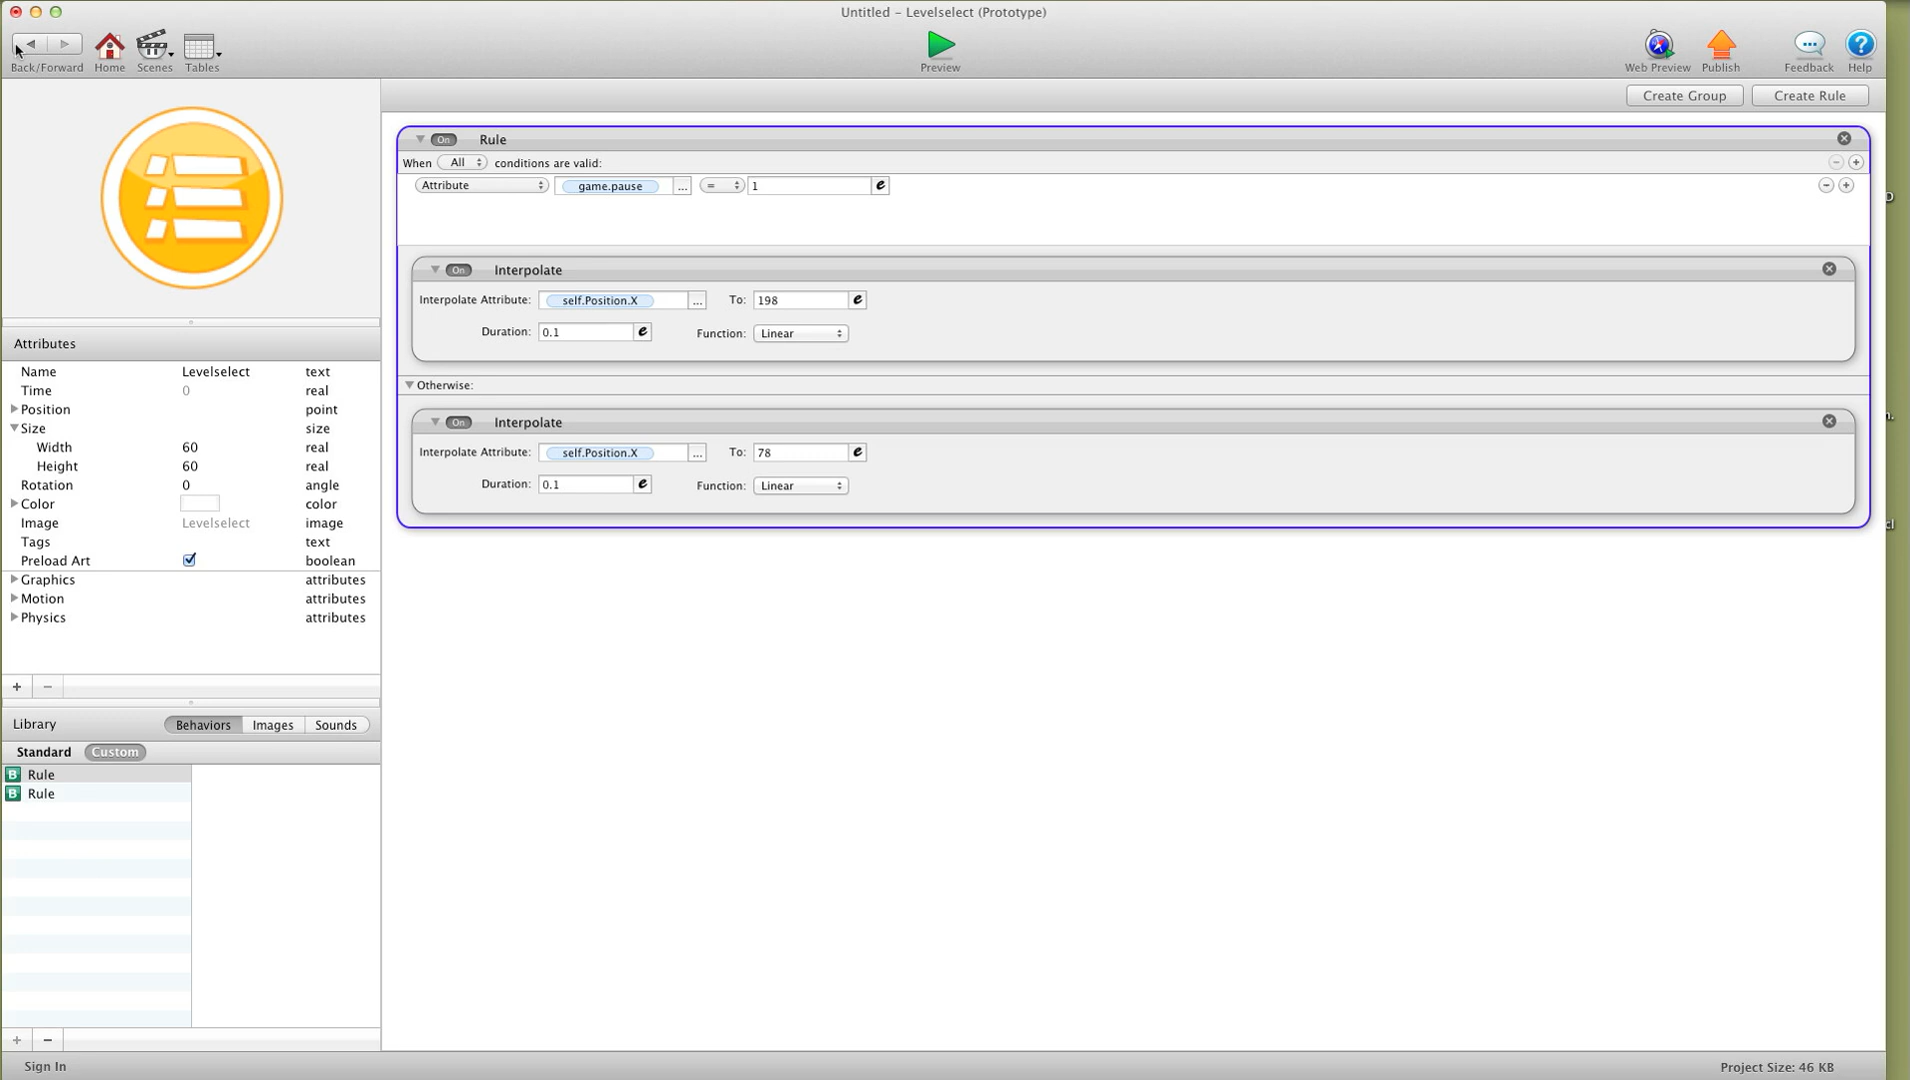 Untitled – Levelselect (Prototype)
Back/Forward Home Scenes Tables Preview Web Preview Publish Feedback Help
Create Group Create Rule
On Rule
When All conditions are valid:
Attribute game.pause ... = 1 e
On Interpolate
Interpolate Attribute: self.Position.X ... To: 198 e
Duration: 0.1 e Function: Linear
Otherwise:
On Interpolate
Interpolate Attribute: self.Position.X ... To: 78 e
Duration: 0.1 e Function: Linear
Attributes
Name Levelselect text
Time 0 real
Position point
Size size
Width 60 real
Height 60 real
Rotation 0 angle
Color color
Image Levelselect image
Tags text
Preload Art boolean
Graphics attributes
Motion attributes
Physics attributes
Library Behaviors Images Sounds
Standard Custom
B Rule
B Rule
Sign In Project Size: 46 KB